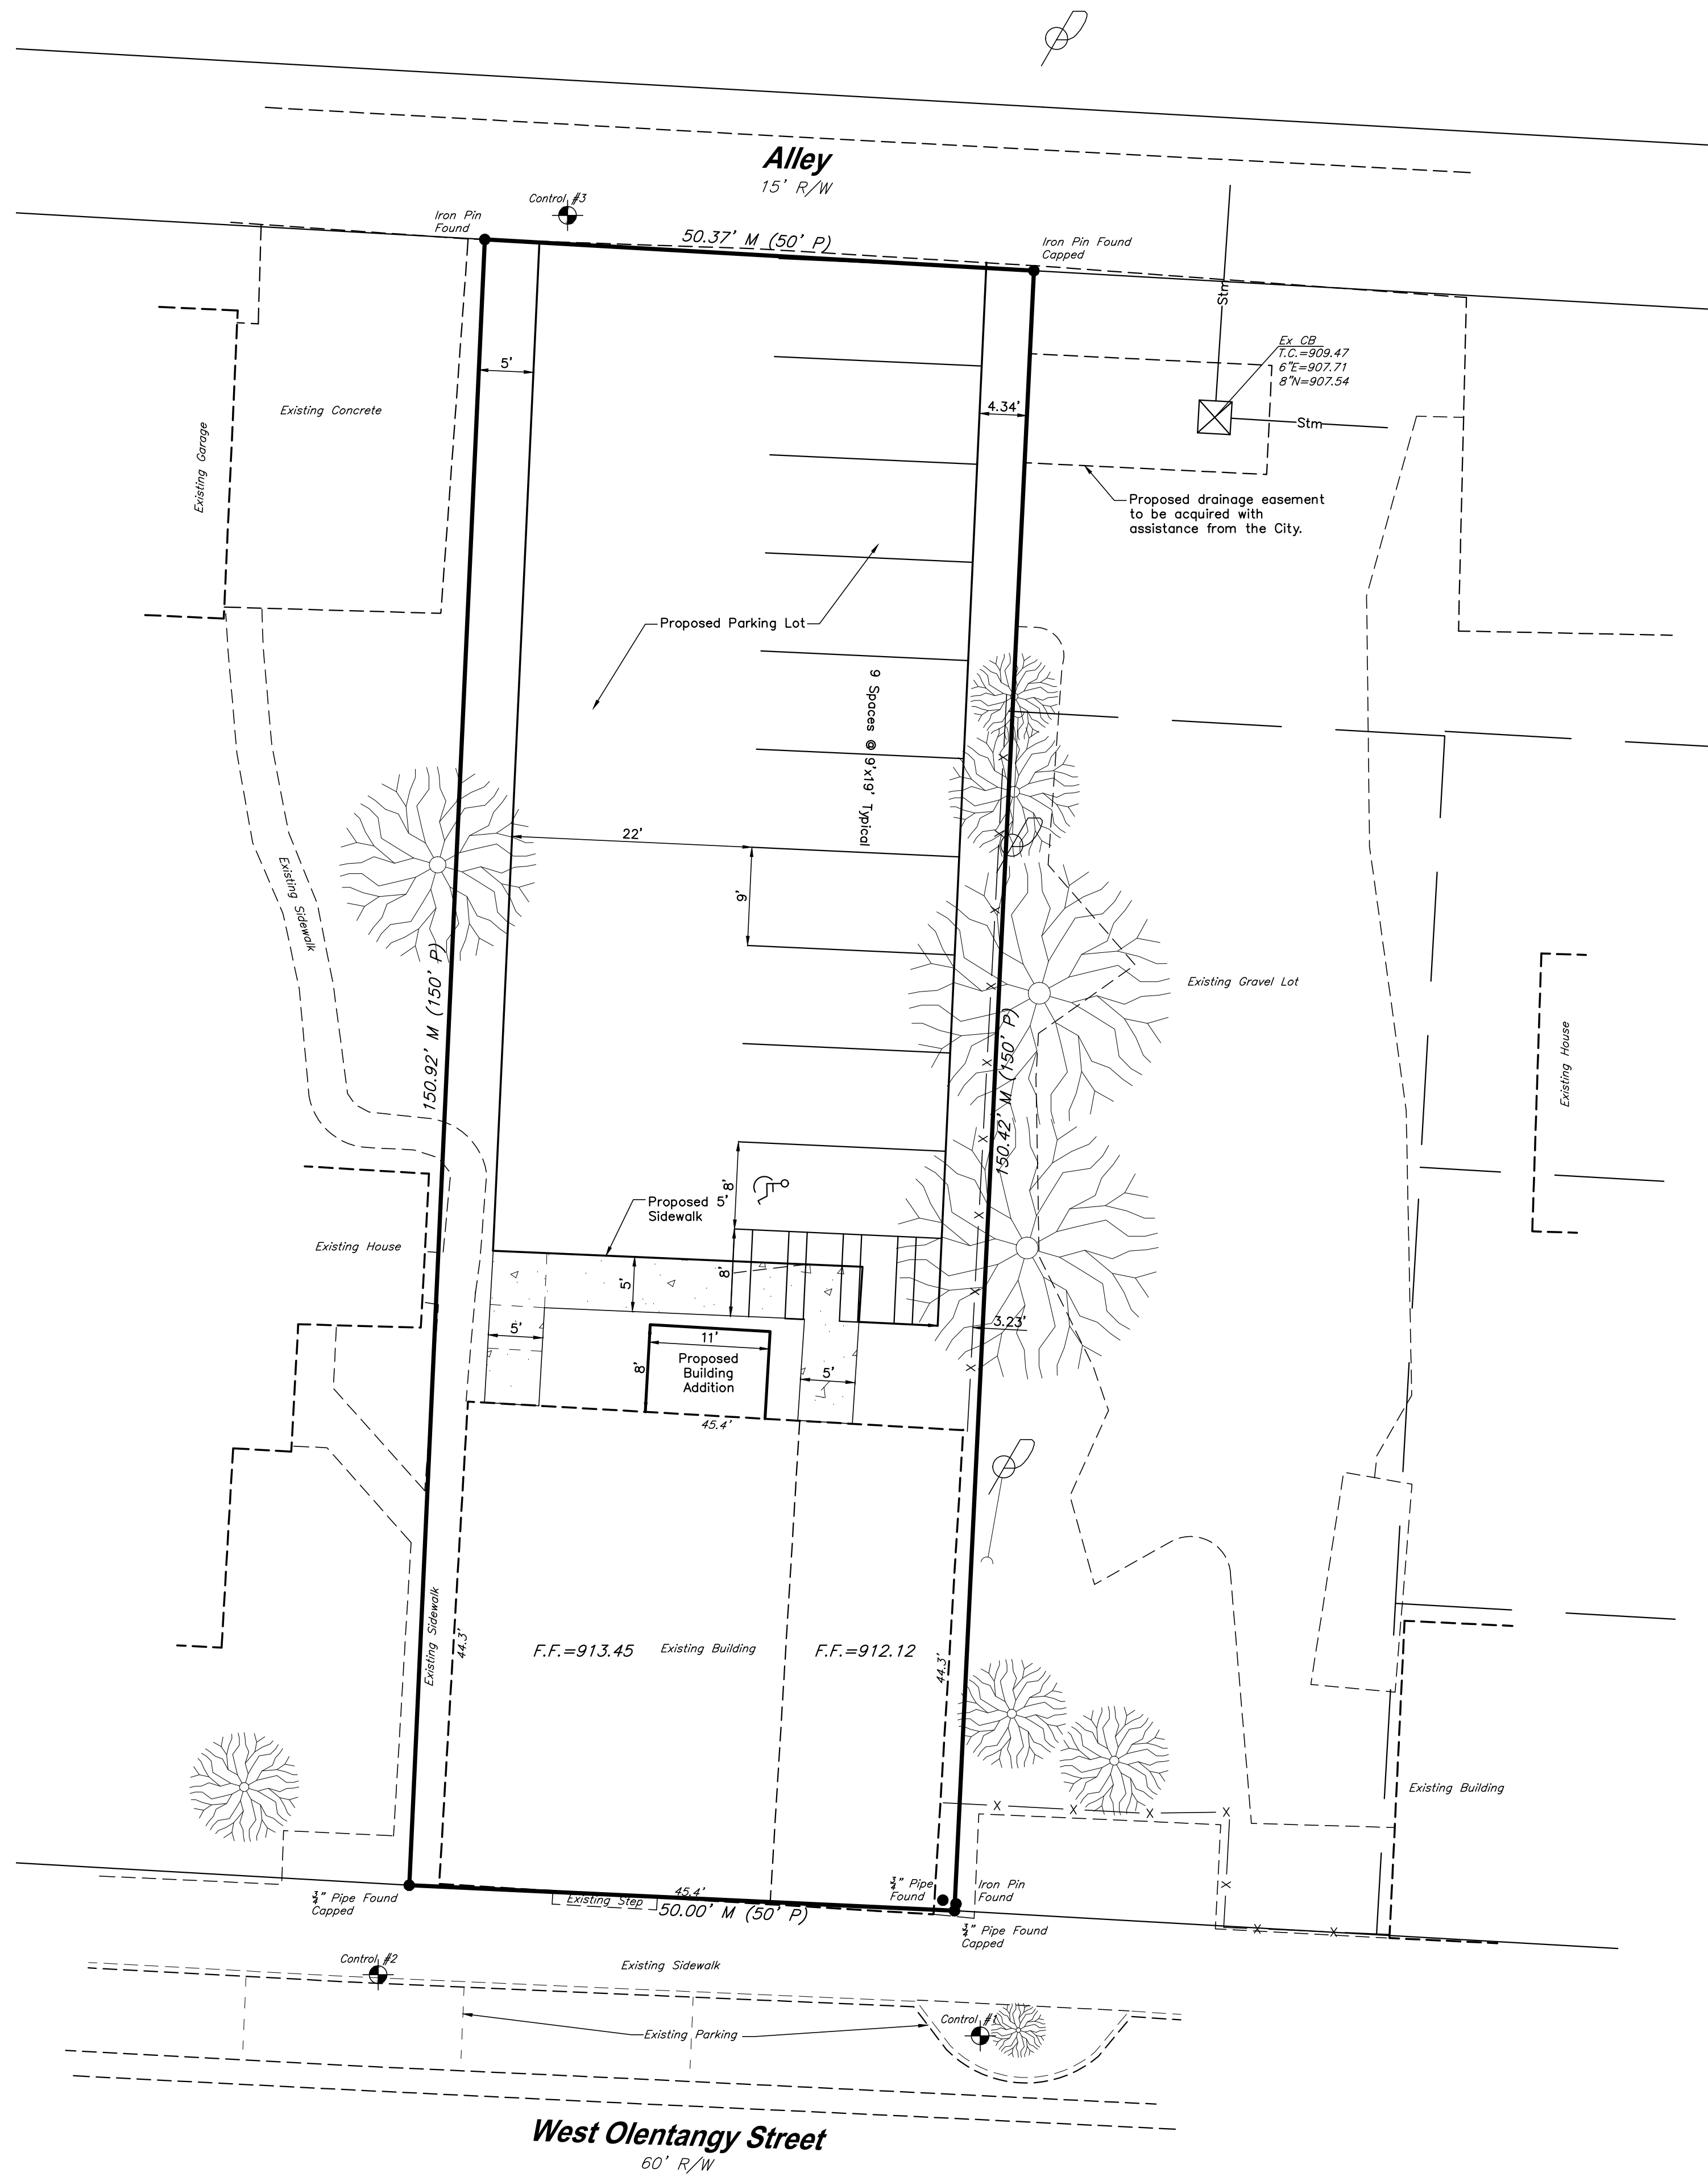 Alley
15' R/W
Control #3
Iron Pin
Found
50.37' M (50' P)
Iron Pin Found
Capped
Stm
Ex CB
T.C.=909.47
6"E=907.71
8"N=907.54
5'
4.34'
Existing Concrete
Existing Garage
Stm
Proposed drainage easement
to be acquired with
assistance from the City.
Proposed Parking Lot
9 Spaces @ 9'x19' Typical
22'
9'
Existing Sidewalk
150.92' M (150' P)
Existing Gravel Lot
150.42' M (150' P)
Existing House
X
X
X
X
X
X
X
X
X
8'
Proposed 5'
Sidewalk
Existing House
8'
5'
5'
3.23'
11'
8'
Proposed
Building
Addition
5'
45.4'
Existing Sidewalk
44.3'
F.F.=913.45
Existing Building
F.F.=912.12
44.3'
Existing Building
X
X
X
X
X
X
X
¾" Pipe Found
Capped
Existing Step
45.4'
50.00' M (50' P)
¾" Pipe
Found
Iron Pin
Found
¾" Pipe Found
Capped
Control #2
Existing Sidewalk
Existing Parking
Control #1
West Olentangy Street
60' R/W